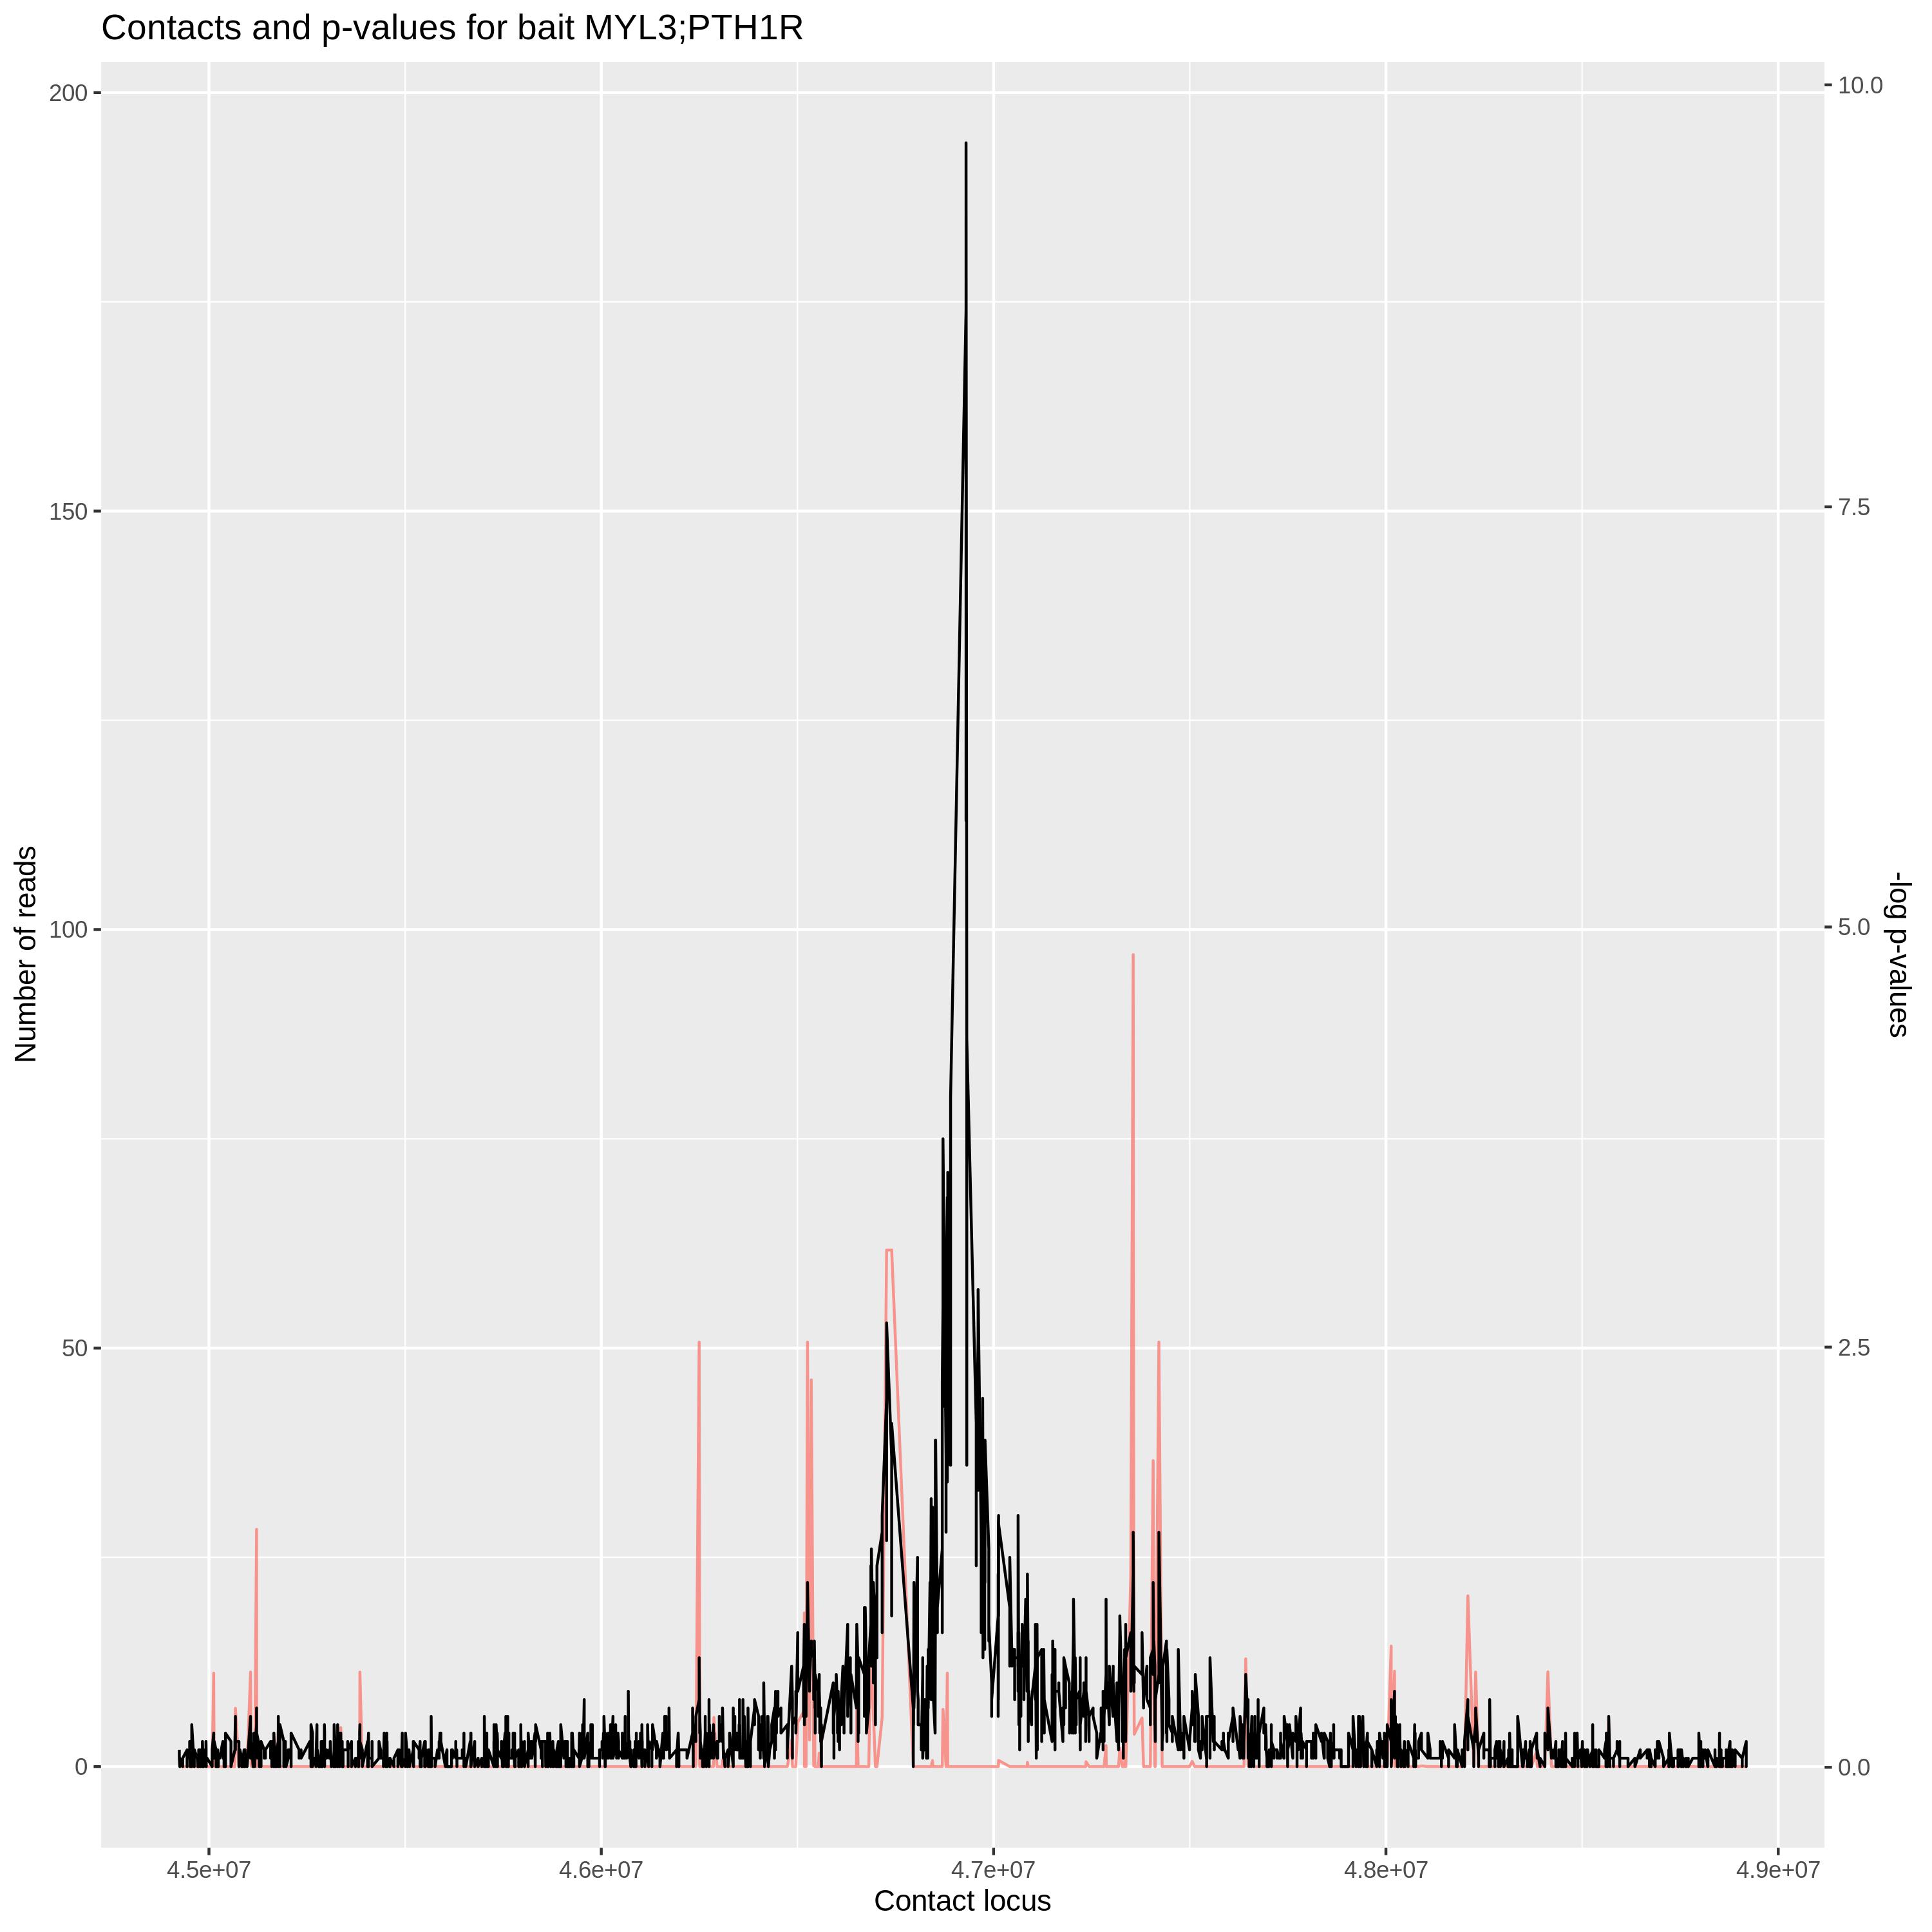 Contacts and p-values for bait MYL3;PTH1R
200
150
100
50
0
Number of reads
10.0
7.5
5.0
2.5
0.0
-log p-values
4.5e+07
4.6e+07
4.7e+07
4.8e+07
4.9e+07
Contact locus